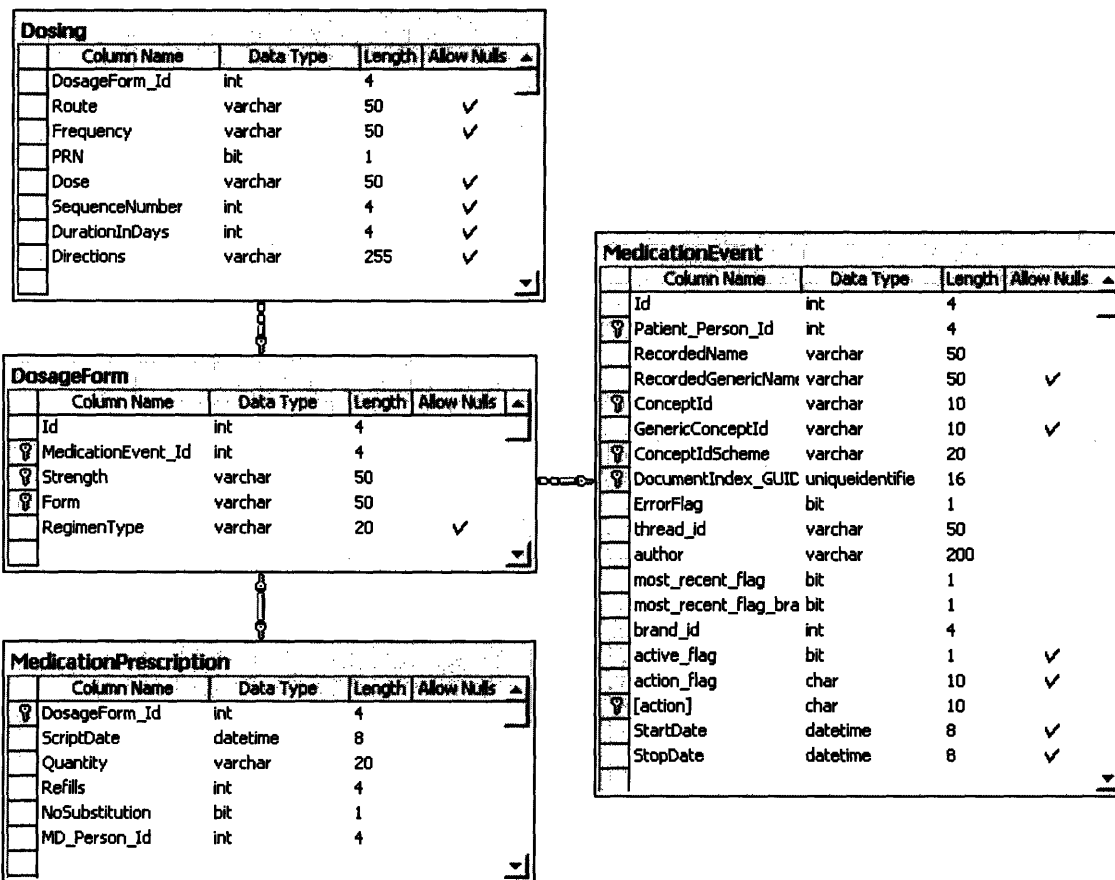 Dosing
Column Name Data Type Length Allow Nulls
DosageForm_Id int 4
Route varchar 50 ✓
Frequency varchar 50 ✓
PRN bit 1
Dose varchar 50 ✓
SequenceNumber int 4 ✓
DurationInDays int 4 ✓
Directions varchar 255 ✓
DosageForm
Column Name Data Type Length Allow Nulls
Id int 4
MedicationEvent_Id int 4
Strength varchar 50
Form varchar 50
RegimenType varchar 20 ✓
MedicationPrescription
Column Name Data Type Length Allow Nulls
DosageForm_Id int 4
ScriptDate datetime 8
Quantity varchar 20
Refills int 4
NoSubstitution bit 1
MD_Person_Id int 4
MedicationEvent
Column Name Data Type Length Allow Nulls
Id int 4
Patient_Person_Id int 4
RecordedName varchar 50
RecordedGenericName varchar 50 ✓
ConceptId varchar 10
GenericConceptId varchar 10 ✓
ConceptIdScheme varchar 20
DocumentIndex_GUID uniqueidentifie 16
ErrorFlag bit 1
thread_id varchar 50
author varchar 200
most_recent_flag bit 1
most_recent_flag_bra bit 1
brand_id int 4
active_flag bit 1 ✓
action_flag char 10 ✓
[action] char 10
StartDate datetime 8 ✓
StopDate datetime 8 ✓